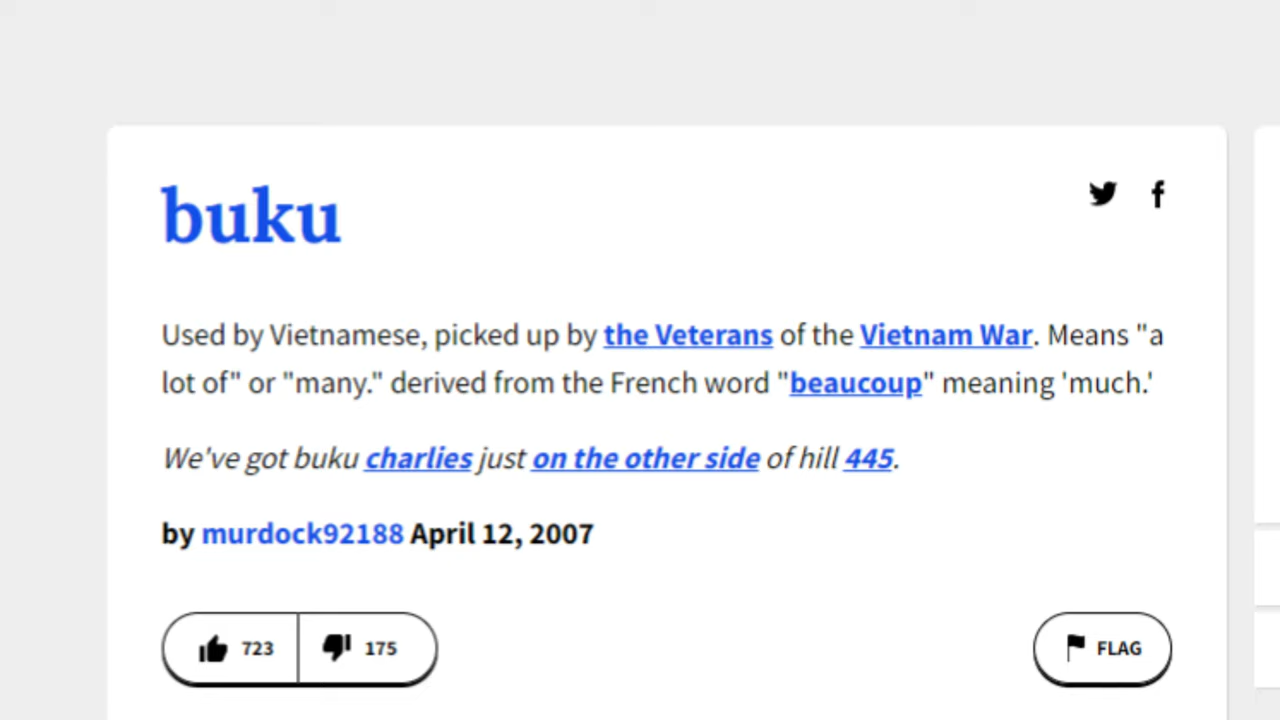 buku
Used by Vietnamese, picked up by the Veterans of the Vietnam War. Means "a
lot of" or "many." derived from the French word "beaucoup" meaning 'much.'
We've got buku charlies just on the other side of hill 445.
by murdock92188 April 12, 2007
723 175 FLAG